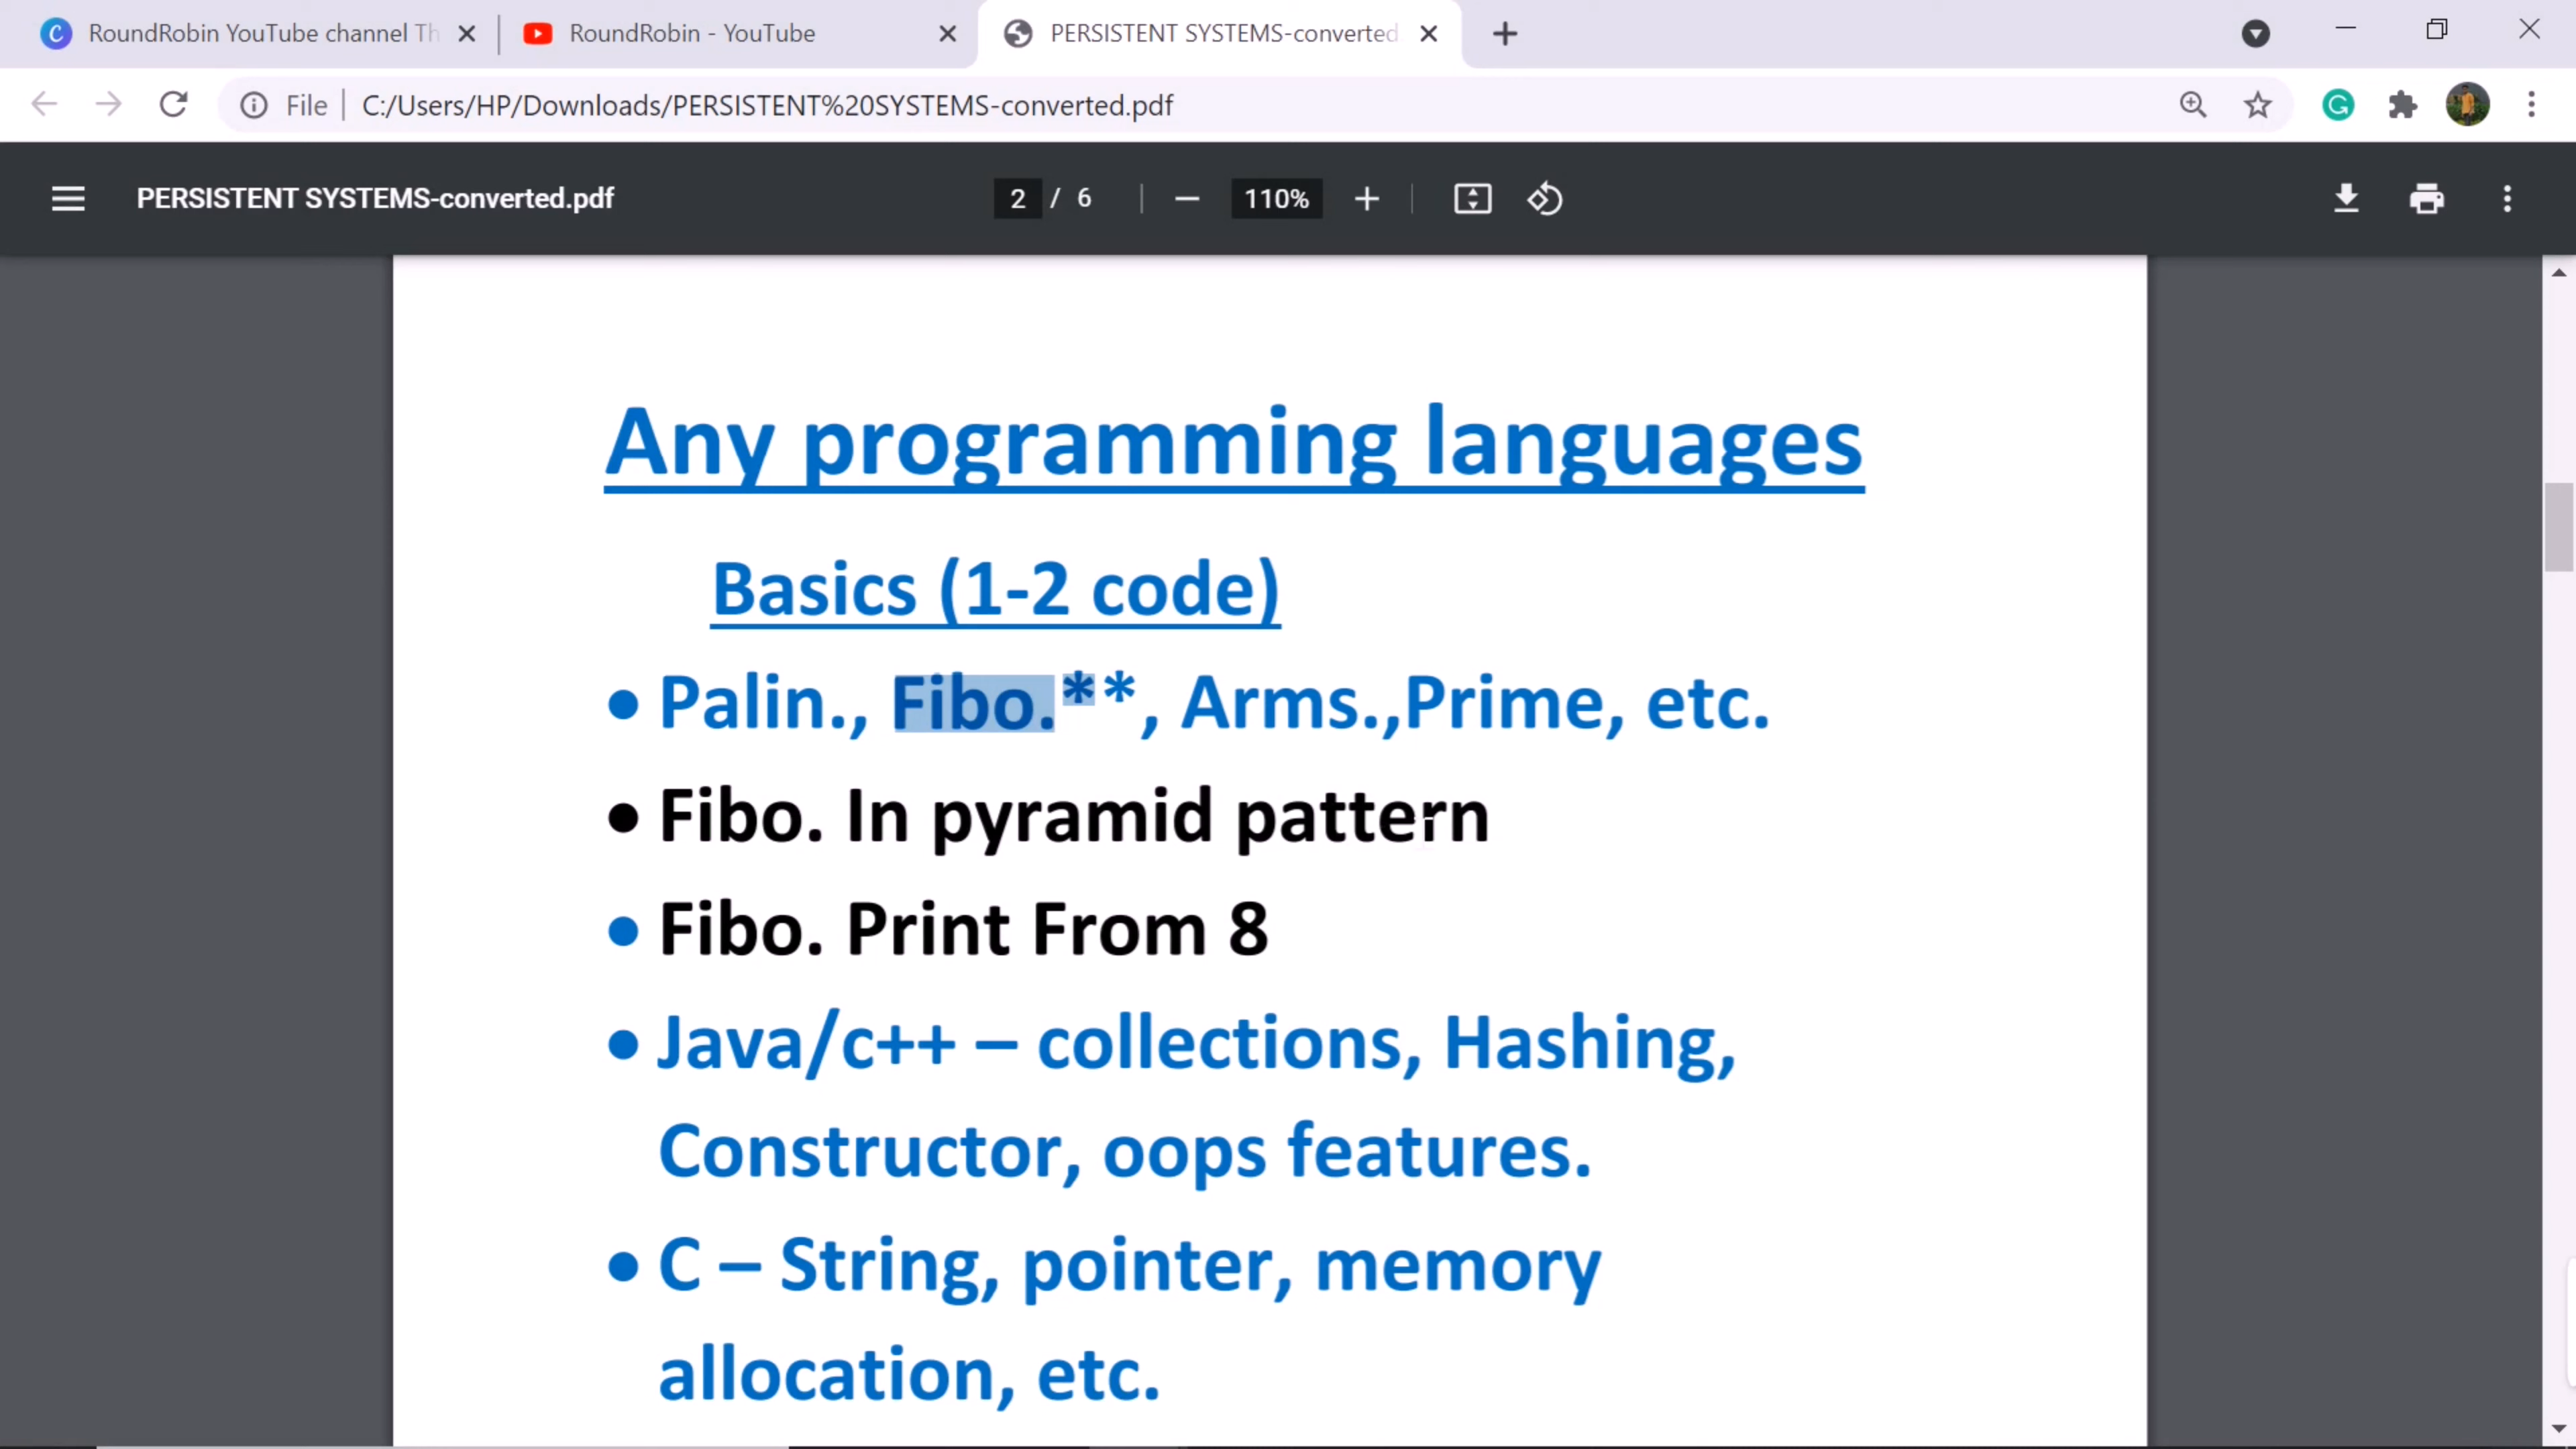 RoundRobin YouTube channel Th
RoundRobin - YouTube
PERSISTENT SYSTEMS-converted
File
C:/Users/HP/Downloads/PERSISTENT%20SYSTEMS-converted.pdf
PERSISTENT SYSTEMS-converted.pdf
2 / 6
110%
Any programming languages
Basics (1-2 code)
• Palin., Fibo.**, Arms.,Prime, etc.
• Fibo. In pyramid pattern
• Fibo. Print From 8
• Java/c++ – collections, Hashing,
Constructor, oops features.
• C – String, pointer, memory
allocation, etc.